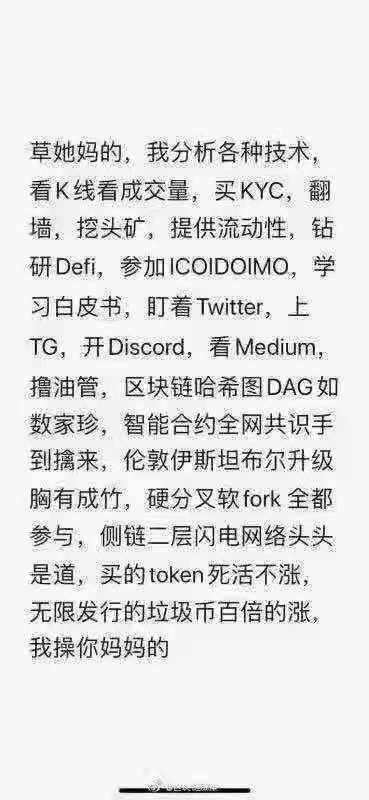 草她妈的，我分析各种技术，
看K线看成交量，买KYC，翻
墙，挖头矿，提供流动性，钻
研Defi，参加ICOIDOIMO，学
习白皮书，盯着Twitter，上
TG，开Discord，看Medium，
撸油管，区块链哈希图DAG如
数家珍，智能合约全网共识手
到擒来，伦敦伊斯坦布尔升级
胸有成竹，硬分叉软fork 全都
参与，侧链二层闪电网络头头
是道，买的token死活不涨，
无限发行的垃圾币百倍的涨，
我操你妈妈的